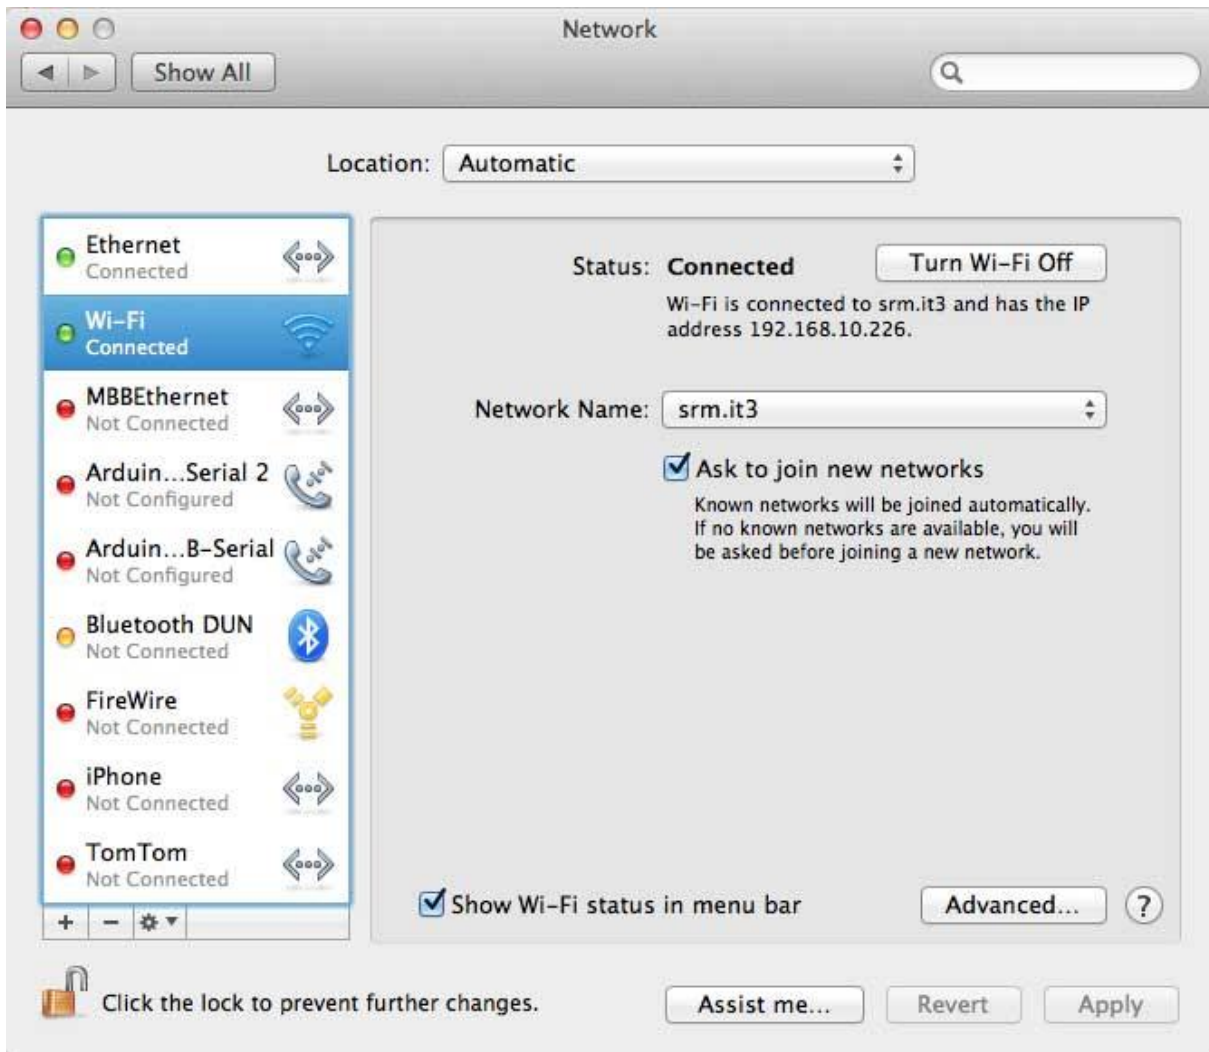 Network
Show All
Location: Automatic
Ethernet
Connected
Wi-Fi
Connected
MBBEthernet
Not Connected
Arduin...Serial 2
Not Configured
Arduin...B-Serial
Not Configured
Bluetooth DUN
Not Connected
FireWire
Not Connected
iPhone
Not Connected
TomTom
Not Connected
Status: Connected
Turn Wi-Fi Off
Wi-Fi is connected to srm.it3 and has the IP
address 192.168.10.226.
Network Name: srm.it3
Ask to join new networks
Known networks will be joined automatically.
If no known networks are available, you will
be asked before joining a new network.
Show Wi-Fi status in menu bar
Advanced...
?
Click the lock to prevent further changes.
Assist me...
Revert
Apply